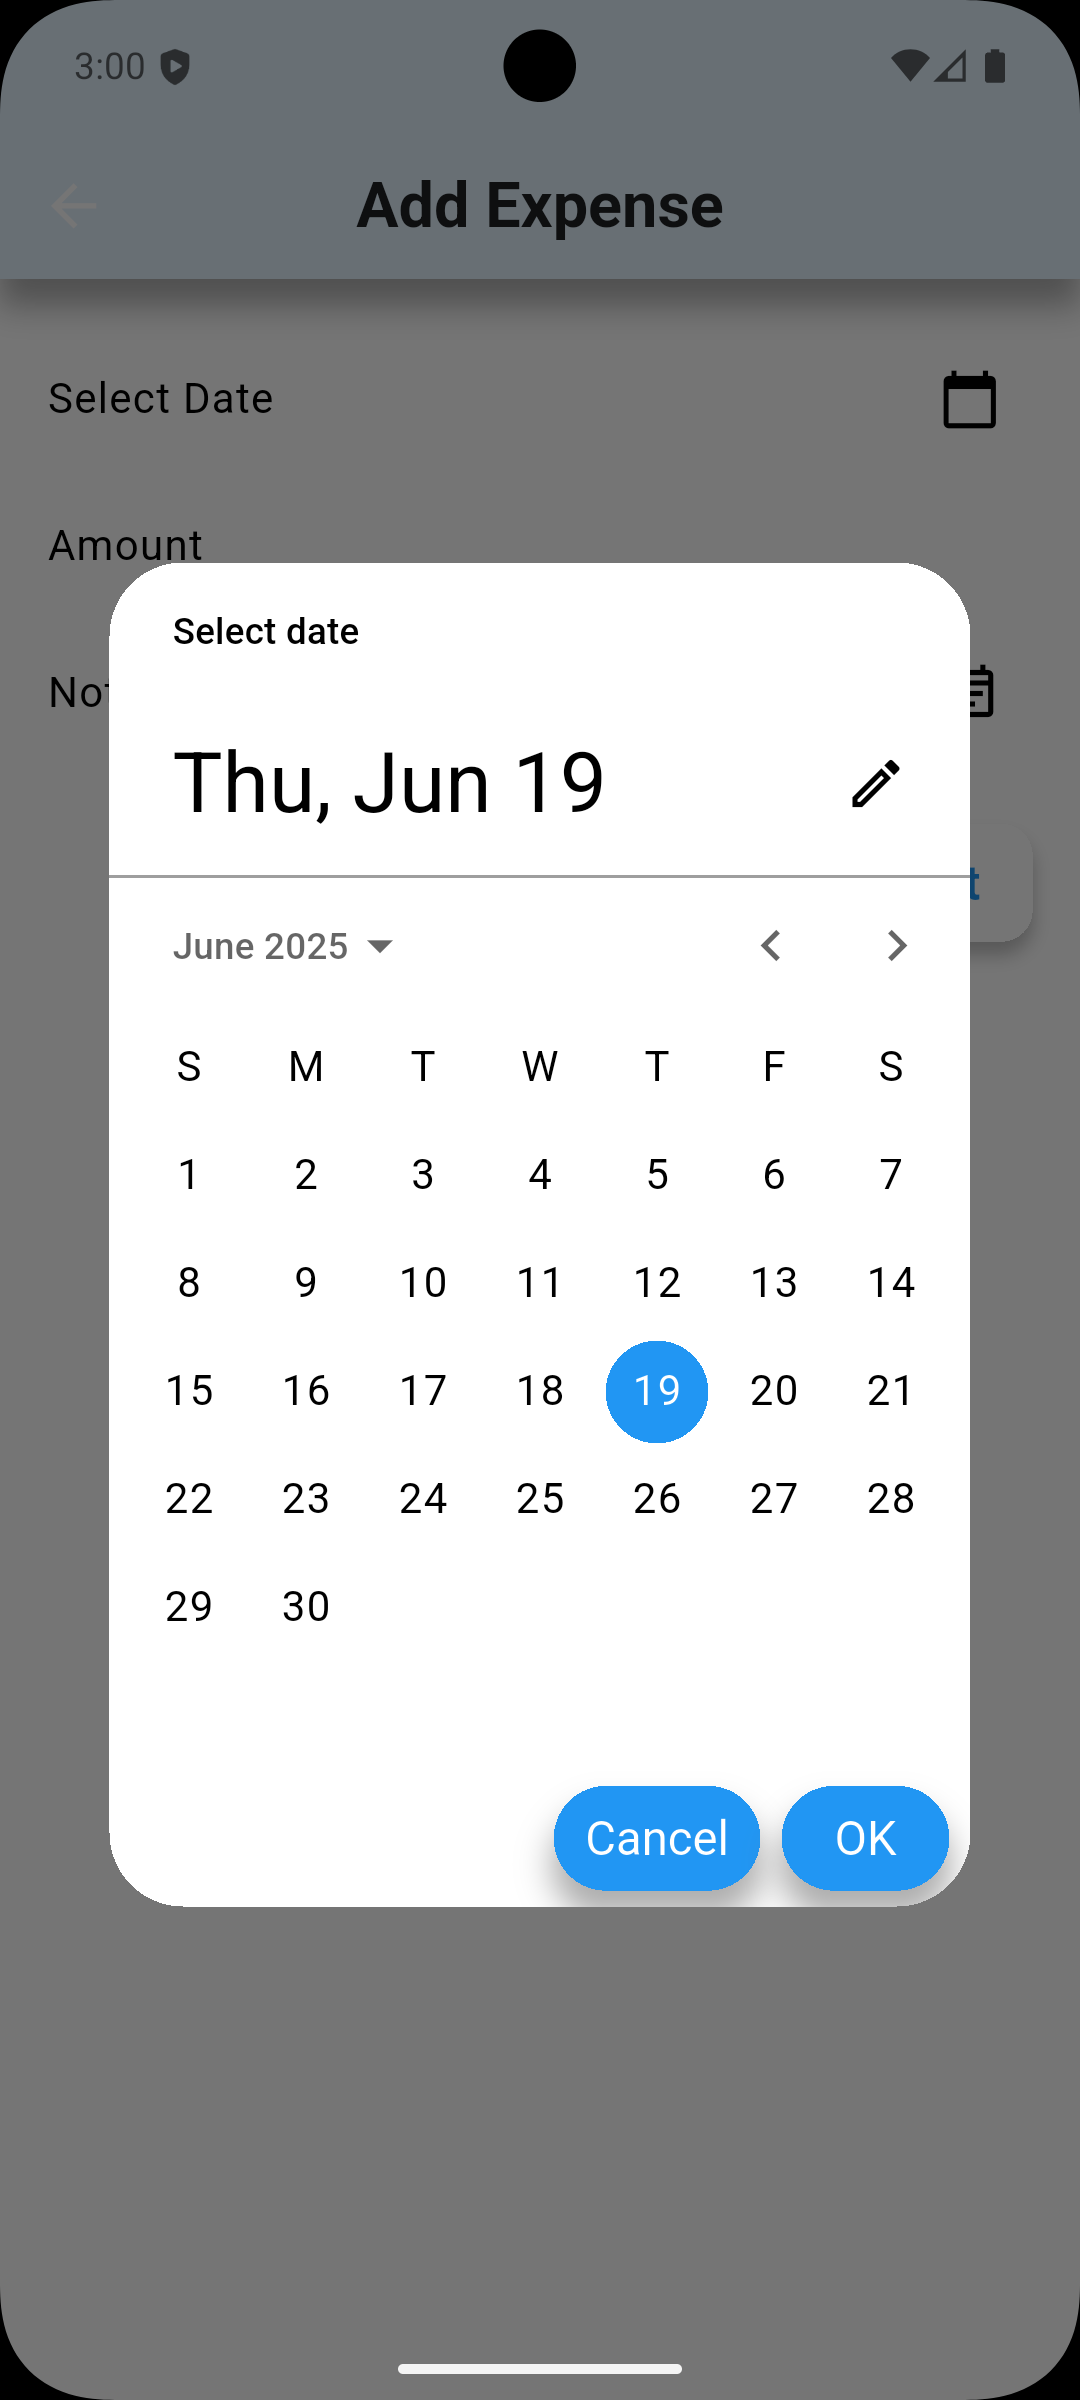 3:00
Add Expense
Select Date
Amount
Select date
Thu, Jun 19
June 2025
S M T W T F S
1 2 3 4 5 6 7
8 9 10 11 12 13 14
15 16 17 18 19 20 21
22 23 24 25 26 27 28
29 30
Cancel OK